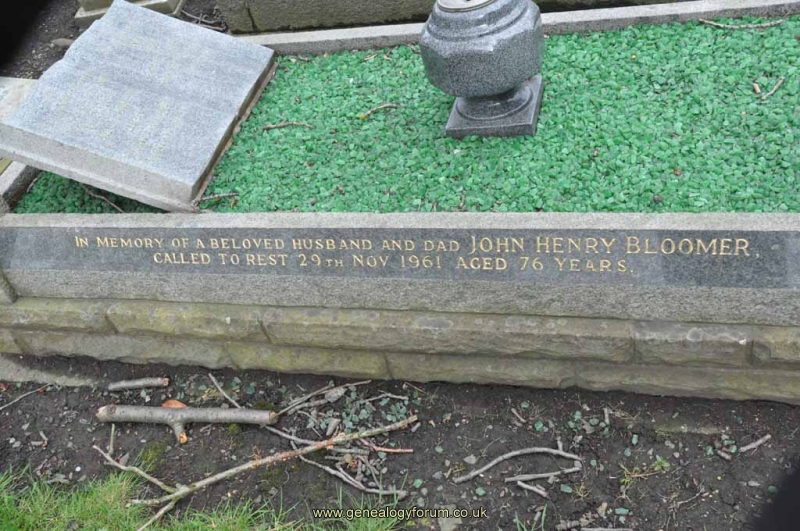 IN MEMORY OF A BELOVED HUSBAND AND DAD JOHN HENRY BLOOMER,
CALLED TO REST 29TH NOV 1961 AGED 76 YEARS.
www.genealogyforum.co.uk